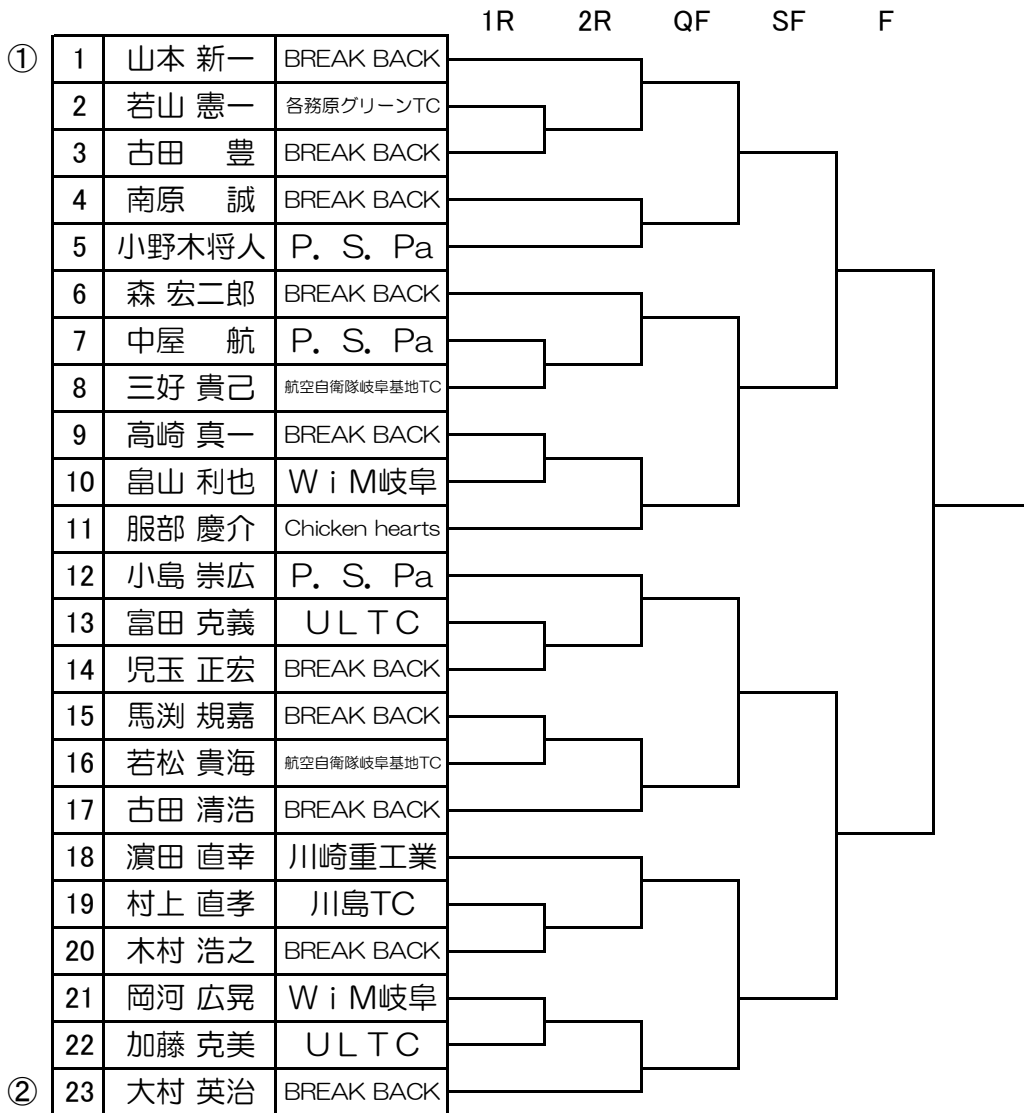 1R 2R QF SF F
① 1 山本 新一 BREAK BACK
2 若山 憲一 各務原グリーンTC
3 古田 豊 BREAK BACK
4 南原 誠 BREAK BACK
5 小野木将人 P．S．Pa
6 森 宏二郎 BREAK BACK
7 中屋 航 P．S．Pa
8 三好 貴己 航空自衛隊岐阜基地TC
9 高崎 真一 BREAK BACK
10 畠山 利也 ＷｉＭ岐阜
11 服部 慶介 Chicken hearts
12 小島 崇広 P．S．Pa
13 富田 克義 ＵＬＴＣ
14 児玉 正宏 BREAK BACK
15 馬渕 規嘉 BREAK BACK
16 若松 貴海 航空自衛隊岐阜基地TC
17 古田 清浩 BREAK BACK
18 濵田 直幸 川崎重工業
19 村上 直孝 川島TC
20 木村 浩之 BREAK BACK
21 岡河 広晃 ＷｉＭ岐阜
22 加藤 克美 ＵＬＴＣ
② 23 大村 英治 BREAK BACK